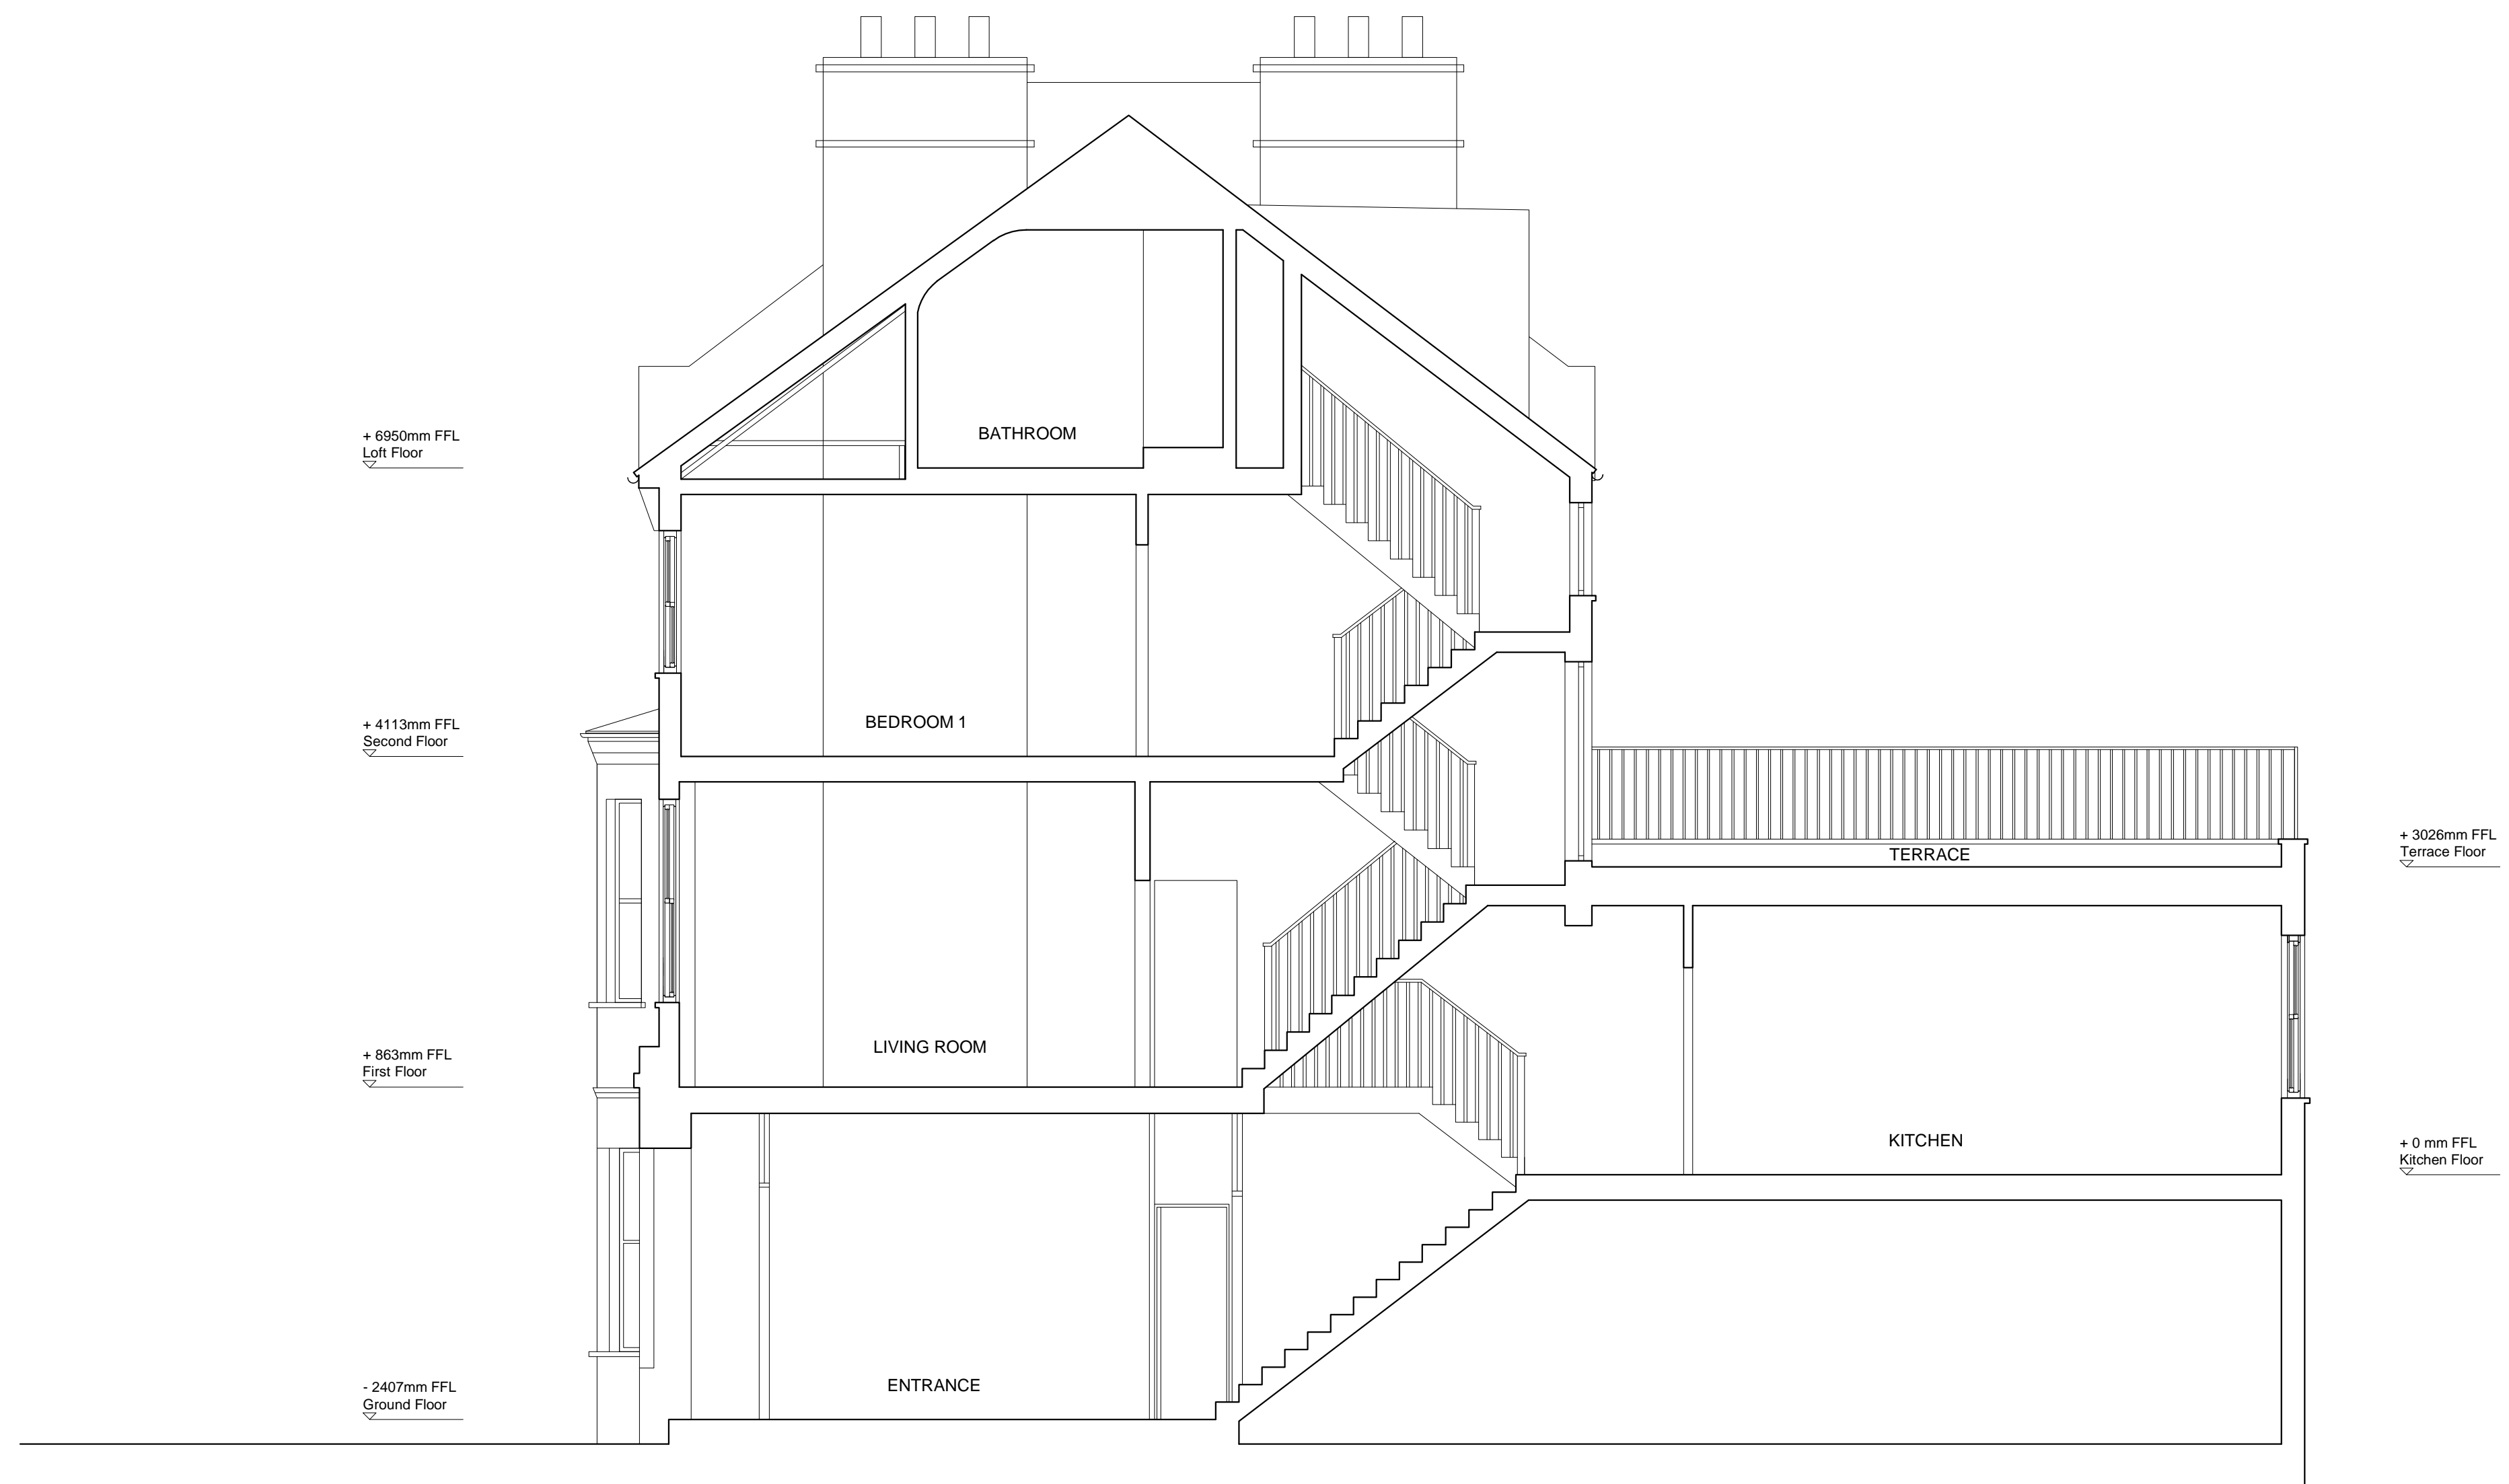 BATHROOM
+ 6950mm FFL
Loft Floor
BEDROOM 1
+ 4113mm FFL
Second Floor
+ 3026mm FFL
Terrace Floor
TERRACE
LIVING ROOM
+ 863mm FFL
First Floor
KITCHEN
+ 0 mm FFL
Kitchen Floor
ENTRANCE
- 2407mm FFL
Ground Floor